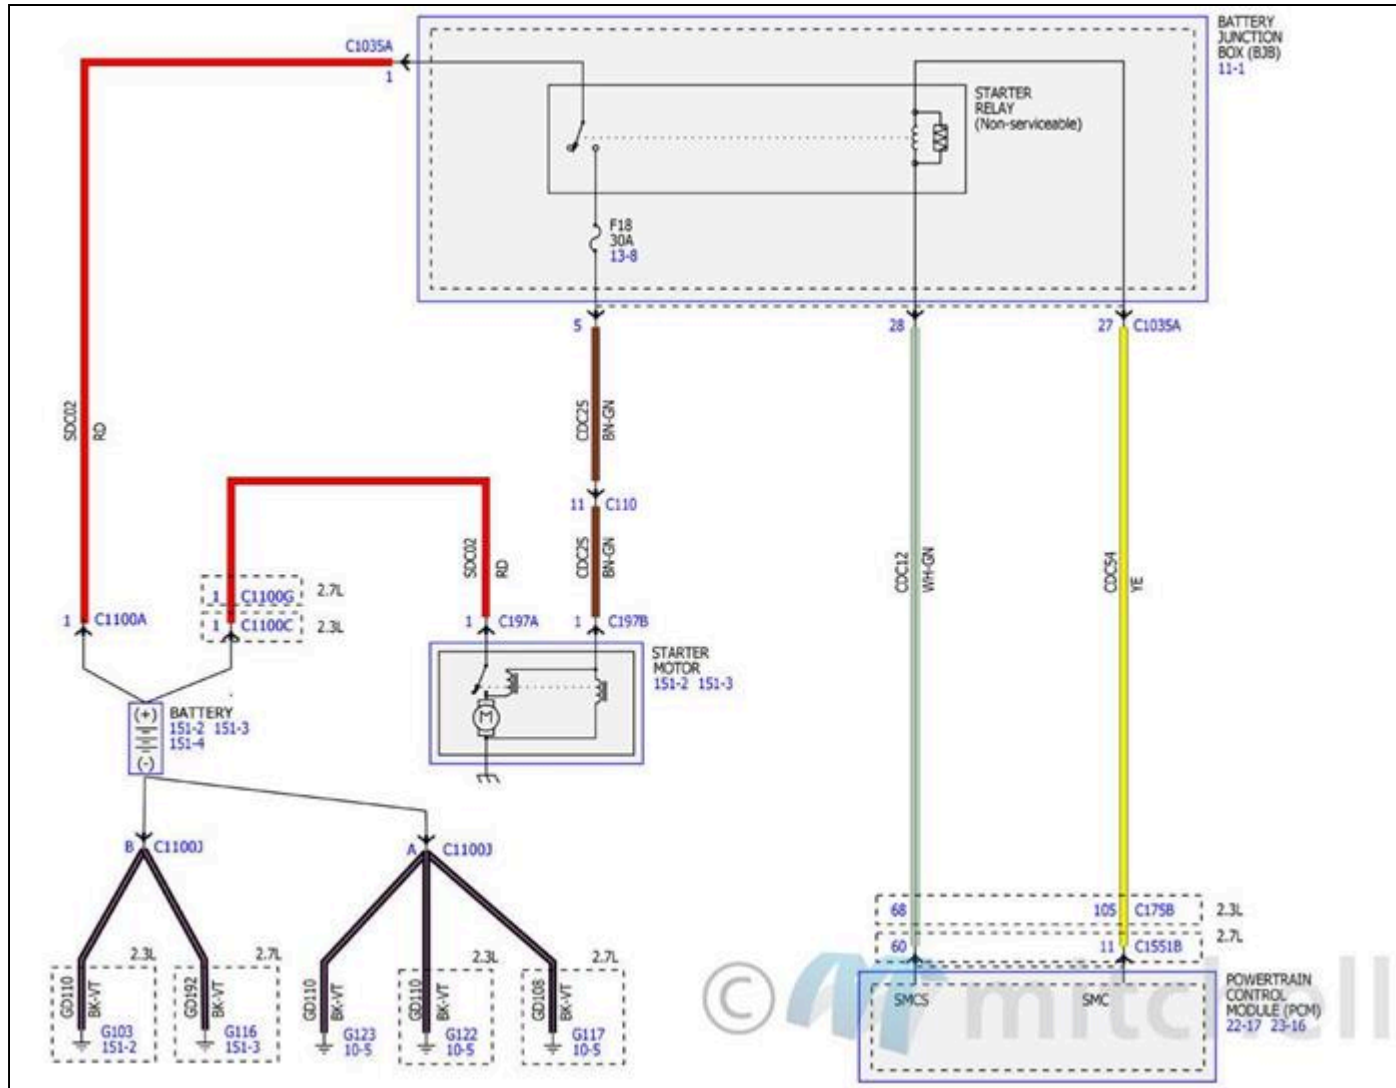 C1035A
1
BATTERY
JUNCTION
BOX (BJB)
11-1
STARTER
RELAY
(Non-serviceable)
F18
30A
13-8
5
28
27 C1035A
SDC02
RD
CDC25
BN-GN
11 C110
SDC02
RD
CDC25
BN-GN
CDC12
WH-GN
CDC54
YE
1 C1100G 2.7L
1 C1100C 2.3L
1 C1100A
1 C197A
1 C197B
STARTER
MOTOR
151-2 151-3
M
(+)
(-)
BATTERY
151-2 151-3
151-4
B C1100J
A C1100J
2.3L
GD110
BK-VT
G103
151-2
2.7L
GD192
BK-VT
G116
151-3
GD110
BK-VT
G123
10-5
2.3L
GD110
BK-VT
G122
10-5
2.7L
GD108
BK-VT
G117
10-5
68 105 C175B 2.3L
60 11 C1551B 2.7L
SMCS
SMC
POWERTRAIN
CONTROL
MODULE (PCM)
22-17 23-16
© mitchell